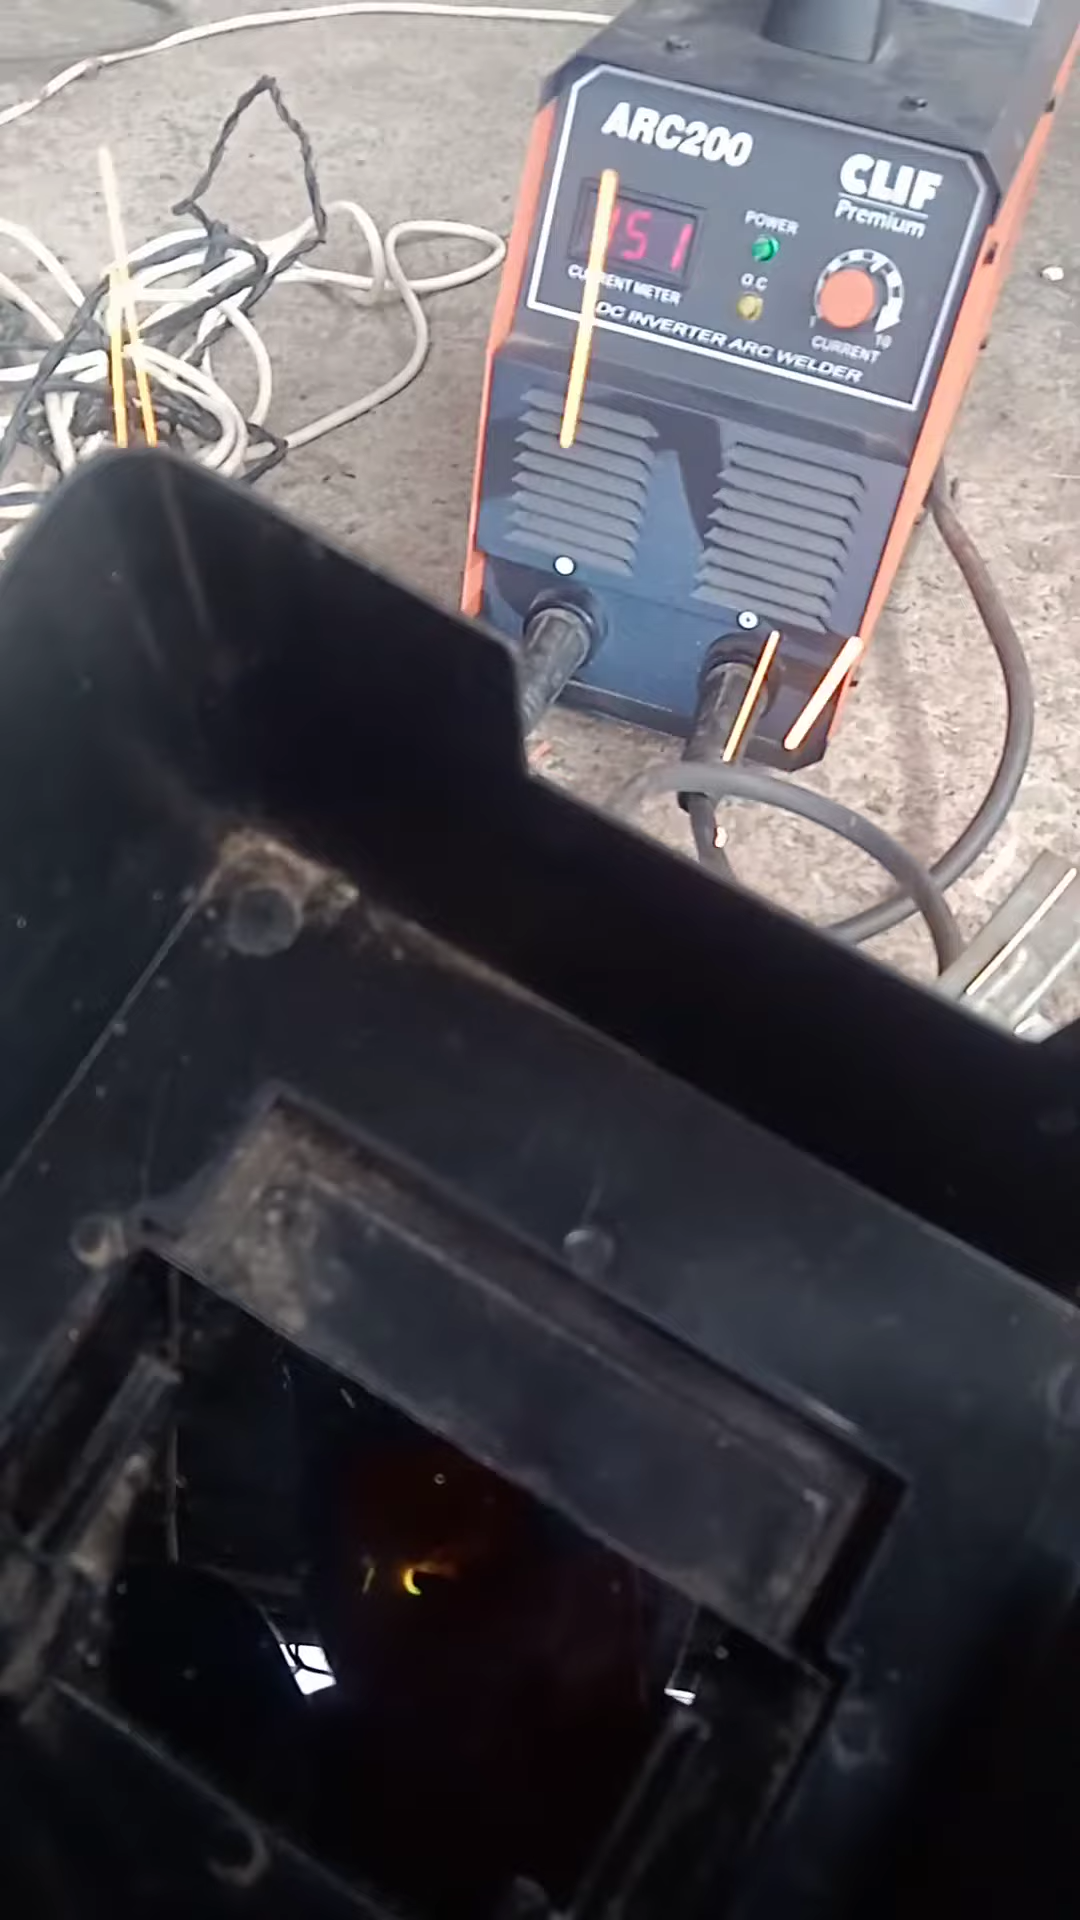 ARC200
CLIF
Premium
151
POWER
O.C
CURRENT METER
DC INVERTER ARC WELDER
1
10
CURRENT